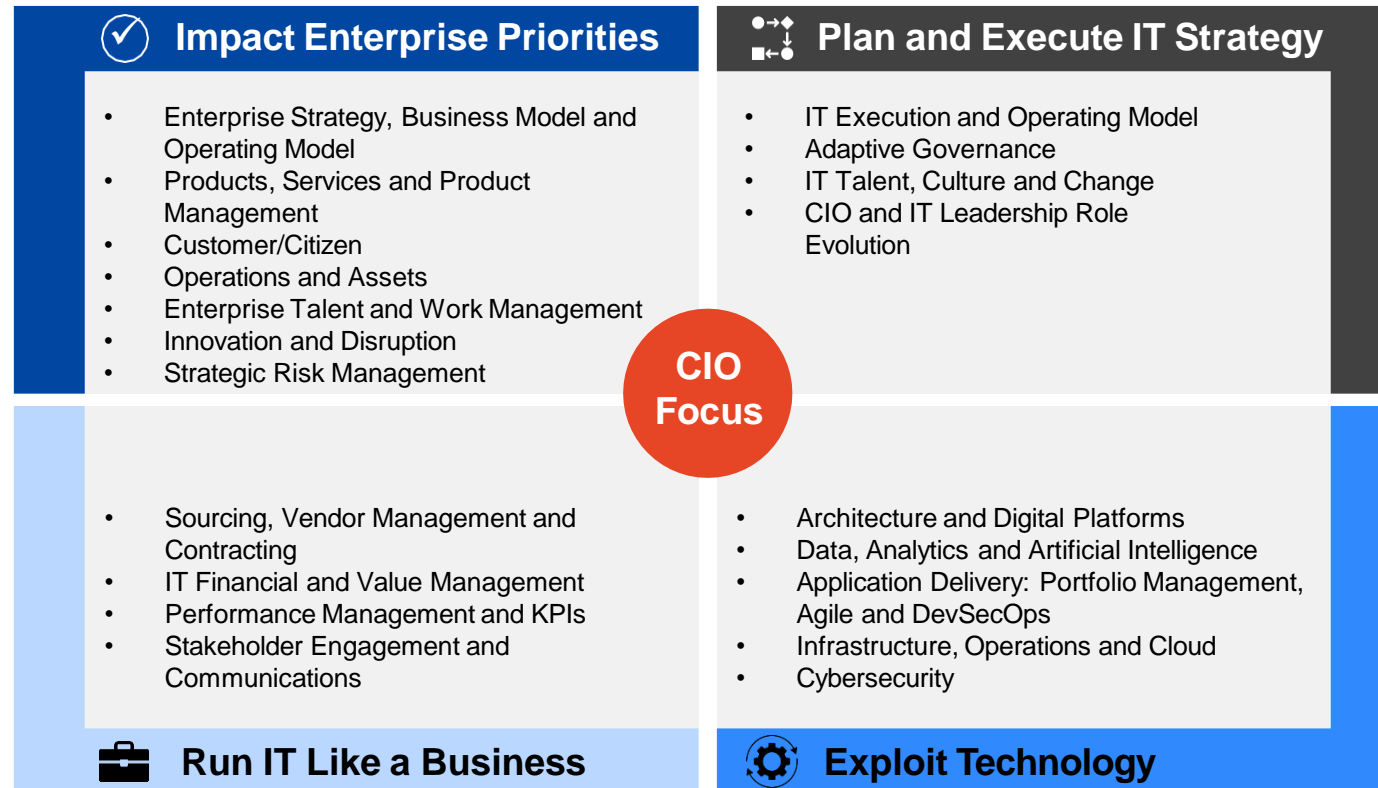 Impact Enterprise Priorities
• Enterprise Strategy, Business Model and
Operating Model
• Products, Services and Product
Management
• Customer/Citizen
• Operations and Assets
• Enterprise Talent and Work Management
• Innovation and Disruption
• Strategic Risk Management
Plan and Execute IT Strategy
• IT Execution and Operating Model
• Adaptive Governance
• IT Talent, Culture and Change
• CIO and IT Leadership Role
Evolution
CIO
Focus
• Sourcing, Vendor Management and
Contracting
• IT Financial and Value Management
• Performance Management and KPIs
• Stakeholder Engagement and
Communications
Run IT Like a Business
• Architecture and Digital Platforms
• Data, Analytics and Artificial Intelligence
• Application Delivery: Portfolio Management,
Agile and DevSecOps
• Infrastructure, Operations and Cloud
• Cybersecurity
Exploit Technology